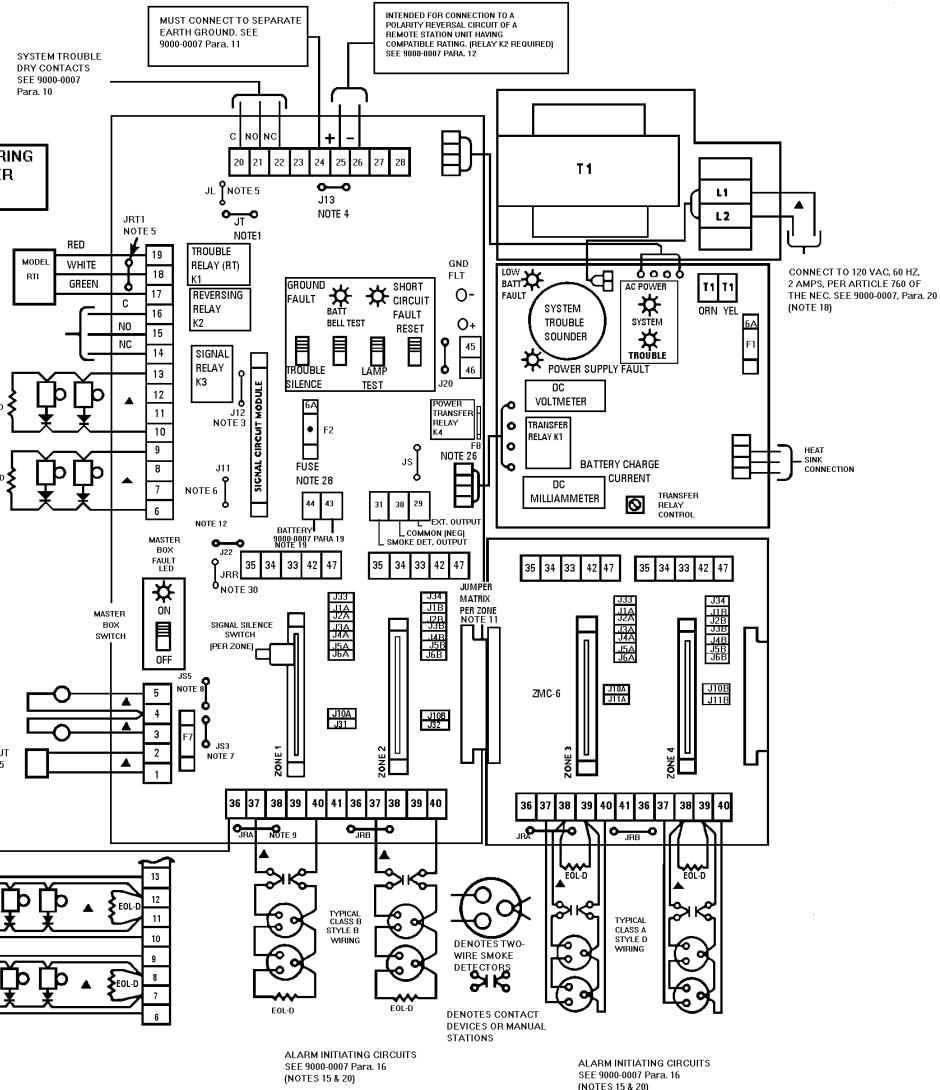 MUST CONNECT TO SEPARATE
EARTH GROUND. SEE
9000-0007 Para. 11
INTENDED FOR CONNECTION TO A
POLARITY REVERSAL CIRCUIT OF A
REMOTE STATION UNIT HAVING
COMPATIBLE RATING. (RELAY K2 REQUIRED)
SEE 9000-0007 PARA. 12
SYSTEM TROUBLE
DRY CONTACTS
SEE 9000-0007
Para. 10
C NO NC + −
20 21 22 23 24 25 26 27 28
JL NOTE 5
JT
NOTE1
J13
NOTE 4
T1
L1
L2
CONNECT TO 120 VAC, 60 HZ,
2 AMPS, PER ARTICLE 760 OF
THE NEC. SEE 9000-0007, Para. 20
(NOTE 18)
RING
ER
JRT1
NOTE 5
MODEL
RTI
RED
WHITE
GREEN
C
NO
NC
19
18
17
16
15
14
13
12
11
10
9
8
7
6
TROUBLE
RELAY (RT)
K1
REVERSING
RELAY
K2
SIGNAL
RELAY
K3
J12
NOTE 3
SIGNAL CIRCUIT MODULE
J11
NOTE 6
NOTE 12
GROUND
FAULT
BATT
BELL TEST
SHORT
CIRCUIT
FAULT
RESET
TROUBLE
SILENCE
LAMP
TEST
GND
FLT
−
+
45
46
J20
6A
F2
FUSE
NOTE 28
POWER
TRANSFER
RELAY
K4
F8
NOTE 26
JS
44 43
BATTERY
9000-0007 PARA 19
NOTE 19
31 30 29
EXT. OUTPUT
COMMON (NEG)
SMOKE DET, OUTPUT
LOW
BATT
FAULT
SYSTEM
TROUBLE
SOUNDER
AC POWER
SYSTEM
TROUBLE
T1 T1
ORN YEL
6A
F1
POWER SUPPLY FAULT
DC
VOLTMETER
TRANSFER
RELAY K1
BATTERY CHARGE
CURRENT
DC
MILLIAMMETER
TRANSFER
RELAY
CONTROL
HEAT
SINK
CONNECTION
MASTER
BOX
FAULT
LED
ON
OFF
MASTER
BOX
SWITCH
J22
JRR
NOTE 30
35 34 33 42 47
35 34 33 42 47
35 34 33 42 47
35 34 33 42 47
SIGNAL SILENCE
SWITCH
(PER ZONE)
J33
J1A
J2A
J3A
J4A
J5A
J6A
J10A
J31
J34
J1B
J2B
J3B
J4B
J5B
J6B
J10B
J32
JUMPER
MATRIX
PER ZONE
NOTE 11
ZMC-6
J33
J1A
J2A
J3A
J4A
J5A
J6A
J10A
J11A
J34
J1B
J2B
J3B
J4B
J5B
J6B
J10B
J11B
JS5
NOTE 8
JS3
NOTE 7
F7
5
4
3
2
1
UT
5
ZONE 1
ZONE 2
ZONE 3
ZONE 4
36 37 38 39 40 41 36 37 38 39 40
36 37 38 39 40 41 36 37 38 39 40
JRA NOTE 9 JRB
JRA JRB
13
12
11
10
9
8
7
6
EOL-D
EOL-D
TYPICAL
CLASS B
STYLE B
WIRING
EOL-D
EOL-D
DENOTES TWO-
WIRE SMOKE
DETECTORS
DENOTES CONTACT
DEVICES OR MANUAL
STATIONS
EOL-D
EOL-D
TYPICAL
CLASS A
STYLE D
WIRING
ALARM INITIATING CIRCUITS
SEE 9000-0007 Para. 16
(NOTES 15 & 20)
ALARM INITIATING CIRCUITS
SEE 9000-0007 Para. 16
(NOTES 15 & 20)